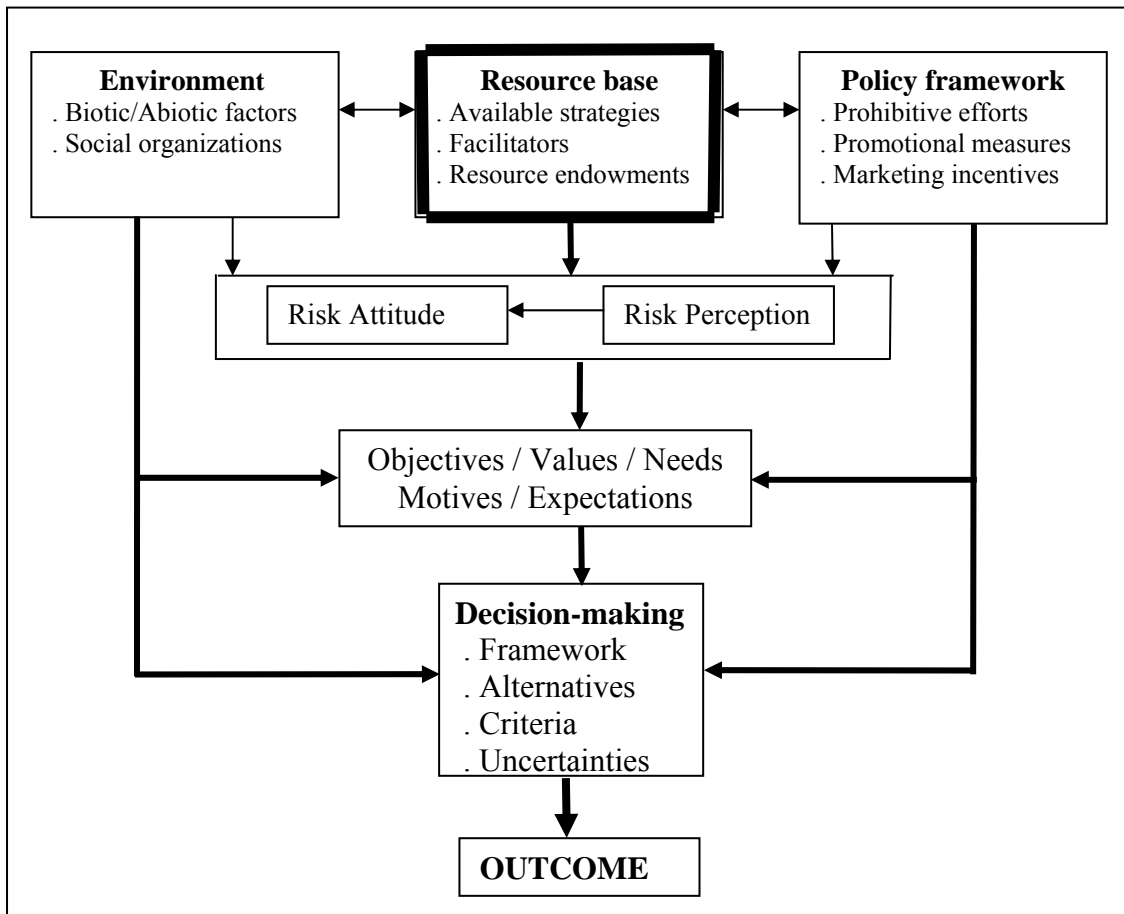 Environment
. Biotic/Abiotic factors
. Social organizations
Resource base
. Available strategies
. Facilitators
. Resource endowments
Policy framework
. Prohibitive efforts
. Promotional measures
. Marketing incentives
Risk Attitude
Risk Perception
Objectives / Values / Needs
Motives / Expectations
Decision-making
. Framework
. Alternatives
. Criteria
. Uncertainties
OUTCOME